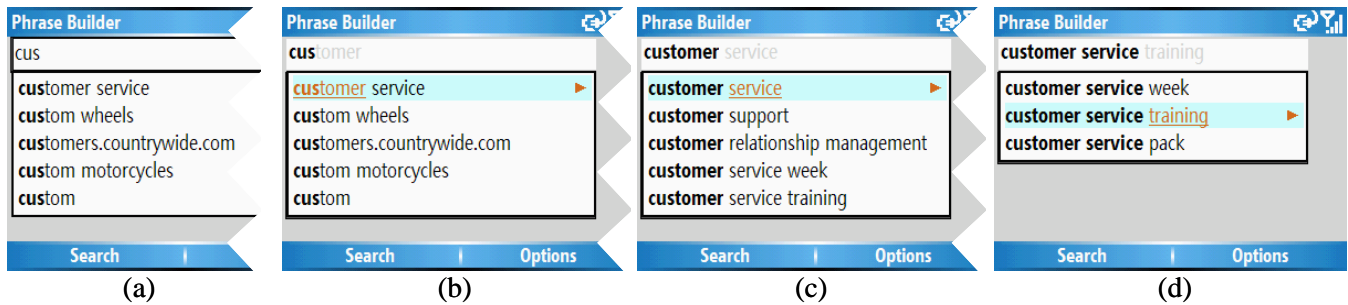 Phrase Builder
cus
customer service
custom wheels
customers.countrywide.com
custom motorcycles
custom
Search
(a)
Phrase Builder
customer
customer service
custom wheels
customers.countrywide.com
custom motorcycles
custom
Search Options
(b)
Phrase Builder
customer service
customer service
customer support
customer relationship management
customer service week
customer service training
Search Options
(c)
Phrase Builder
customer service training
customer service week
customer service training
customer service pack
Search Options
(d)